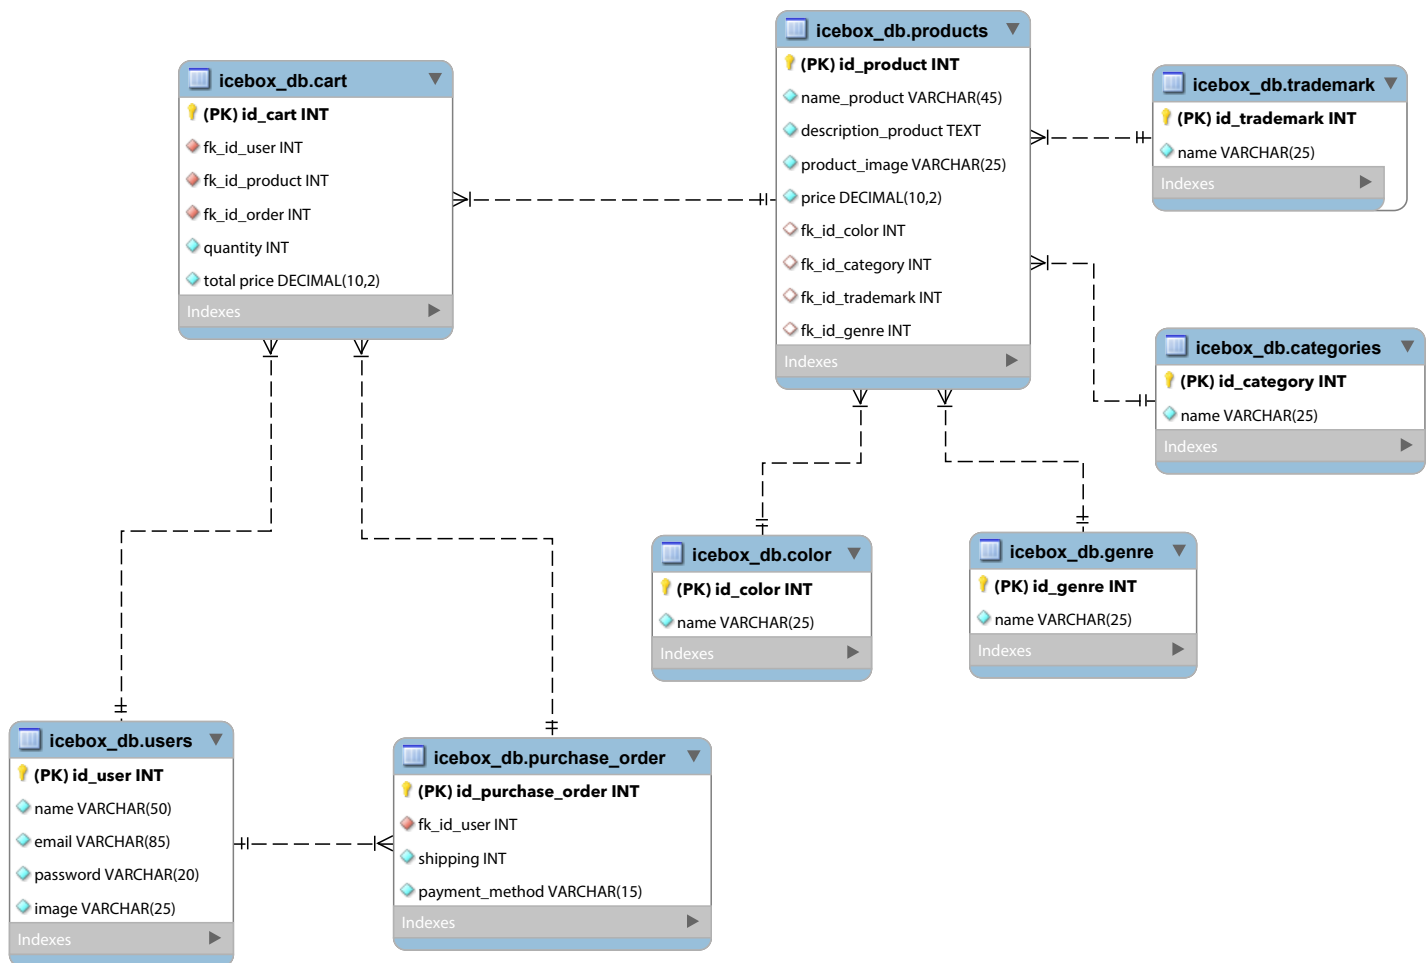 icebox_db.cart
(PK) id_cart INT
fk_id_user INT
fk_id_product INT
fk_id_order INT
quantity INT
total price DECIMAL(10,2)
Indexes
icebox_db.products
(PK) id_product INT
name_product VARCHAR(45)
description_product TEXT
product_image VARCHAR(25)
price DECIMAL(10,2)
fk_id_color INT
fk_id_category INT
fk_id_trademark INT
fk_id_genre INT
Indexes
icebox_db.trademark
(PK) id_trademark INT
name VARCHAR(25)
Indexes
icebox_db.categories
(PK) id_category INT
name VARCHAR(25)
Indexes
icebox_db.color
(PK) id_color INT
name VARCHAR(25)
Indexes
icebox_db.genre
(PK) id_genre INT
name VARCHAR(25)
Indexes
icebox_db.users
(PK) id_user INT
name VARCHAR(50)
email VARCHAR(85)
password VARCHAR(20)
image VARCHAR(25)
Indexes
icebox_db.purchase_order
(PK) id_purchase_order INT
fk_id_user INT
shipping INT
payment_method VARCHAR(15)
Indexes